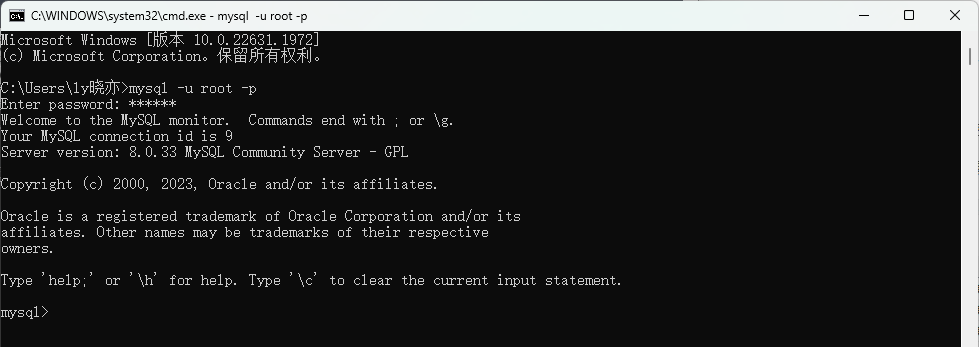 C:\WINDOWS\system32\cmd.exe - mysql  -u root -p
Microsoft Windows [版本 10.0.22631.1972]
(c) Microsoft Corporation。保留所有权利。
C:\Users\ly晓亦>mysql -u root -p
Enter password: ******
Welcome to the MySQL monitor.  Commands end with ; or \g.
Your MySQL connection id is 9
Server version: 8.0.33 MySQL Community Server - GPL
Copyright (c) 2000, 2023, Oracle and/or its affiliates.
Oracle is a registered trademark of Oracle Corporation and/or its
affiliates. Other names may be trademarks of their respective
owners.
Type 'help;' or '\h' for help. Type '\c' to clear the current input statement.
mysql>